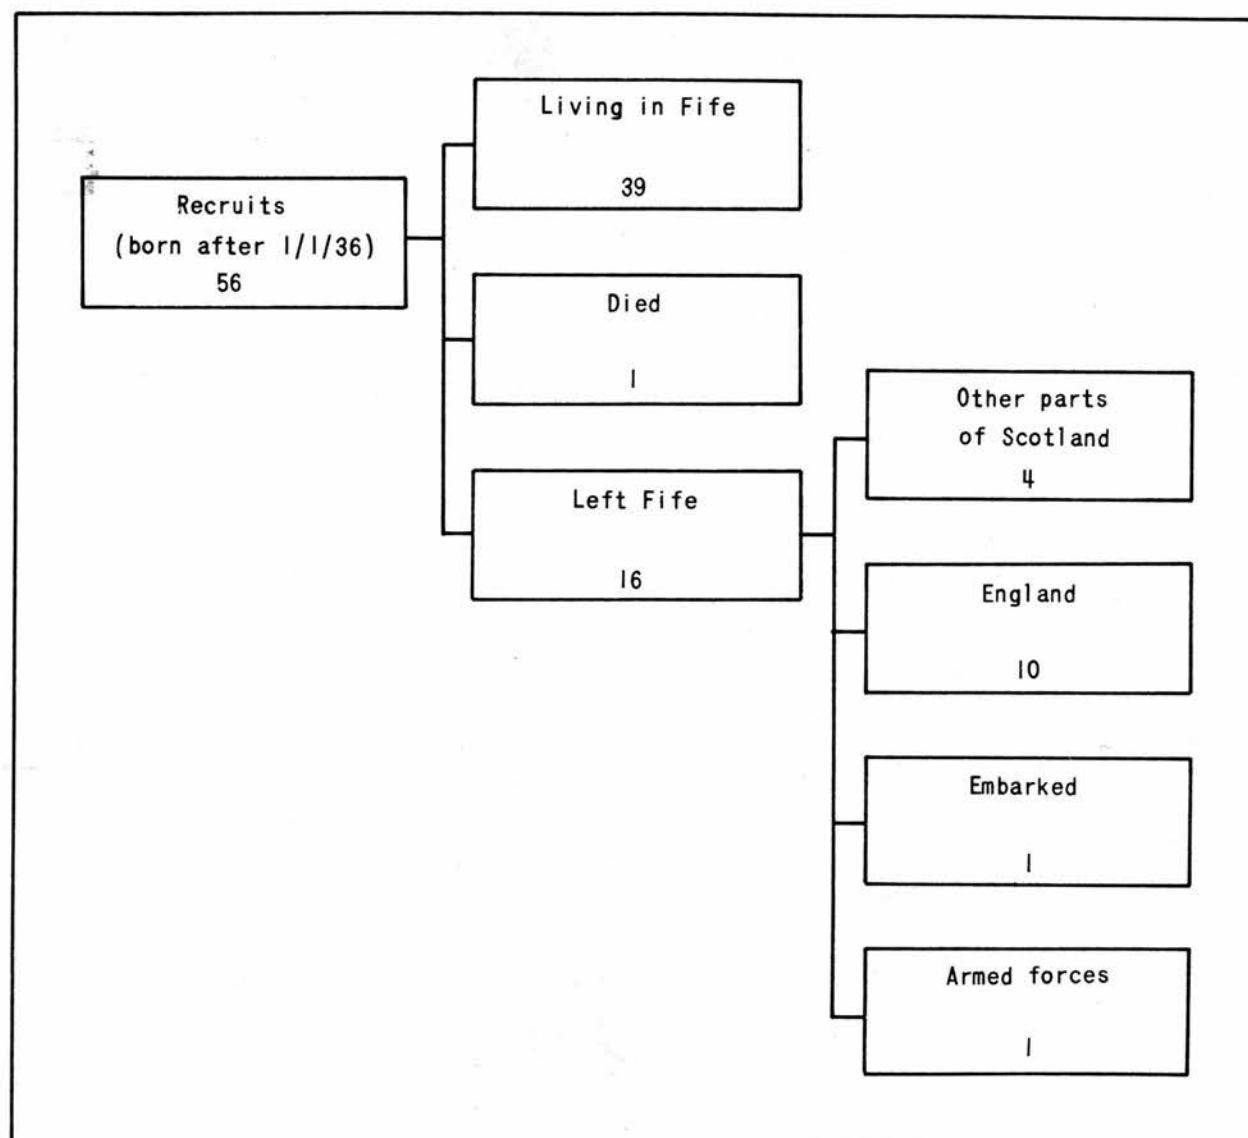 Living in Fife
39
Recruits
(born after 1/1/36)
56
Died
1
Left Fife
16
Other parts
of Scotland
4
England
10
Embarked
1
Armed forces
1